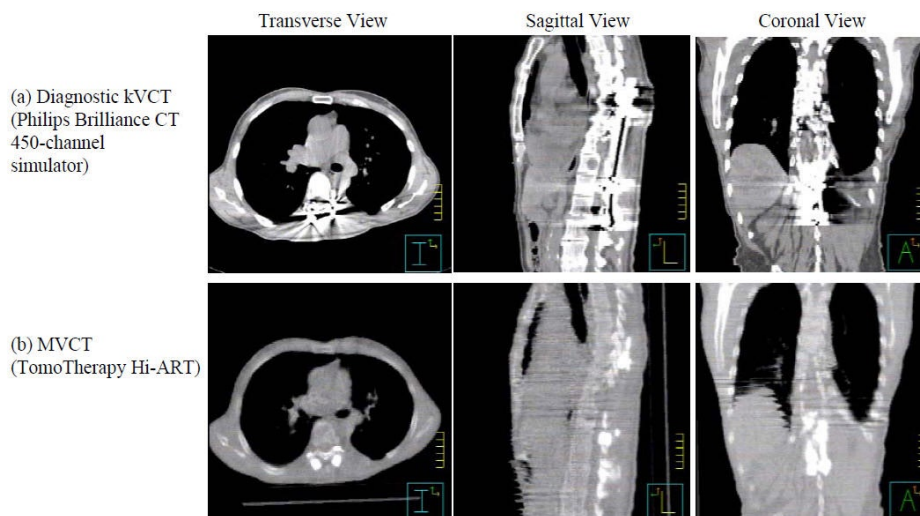 Transverse View
Sagittal View
Coronal View
(a) Diagnostic kVCT
(Philips Brilliance CT
450-channel
simulator)
I
L
A
(b) MVCT
(TomoTherapy Hi-ART)
I
L
A